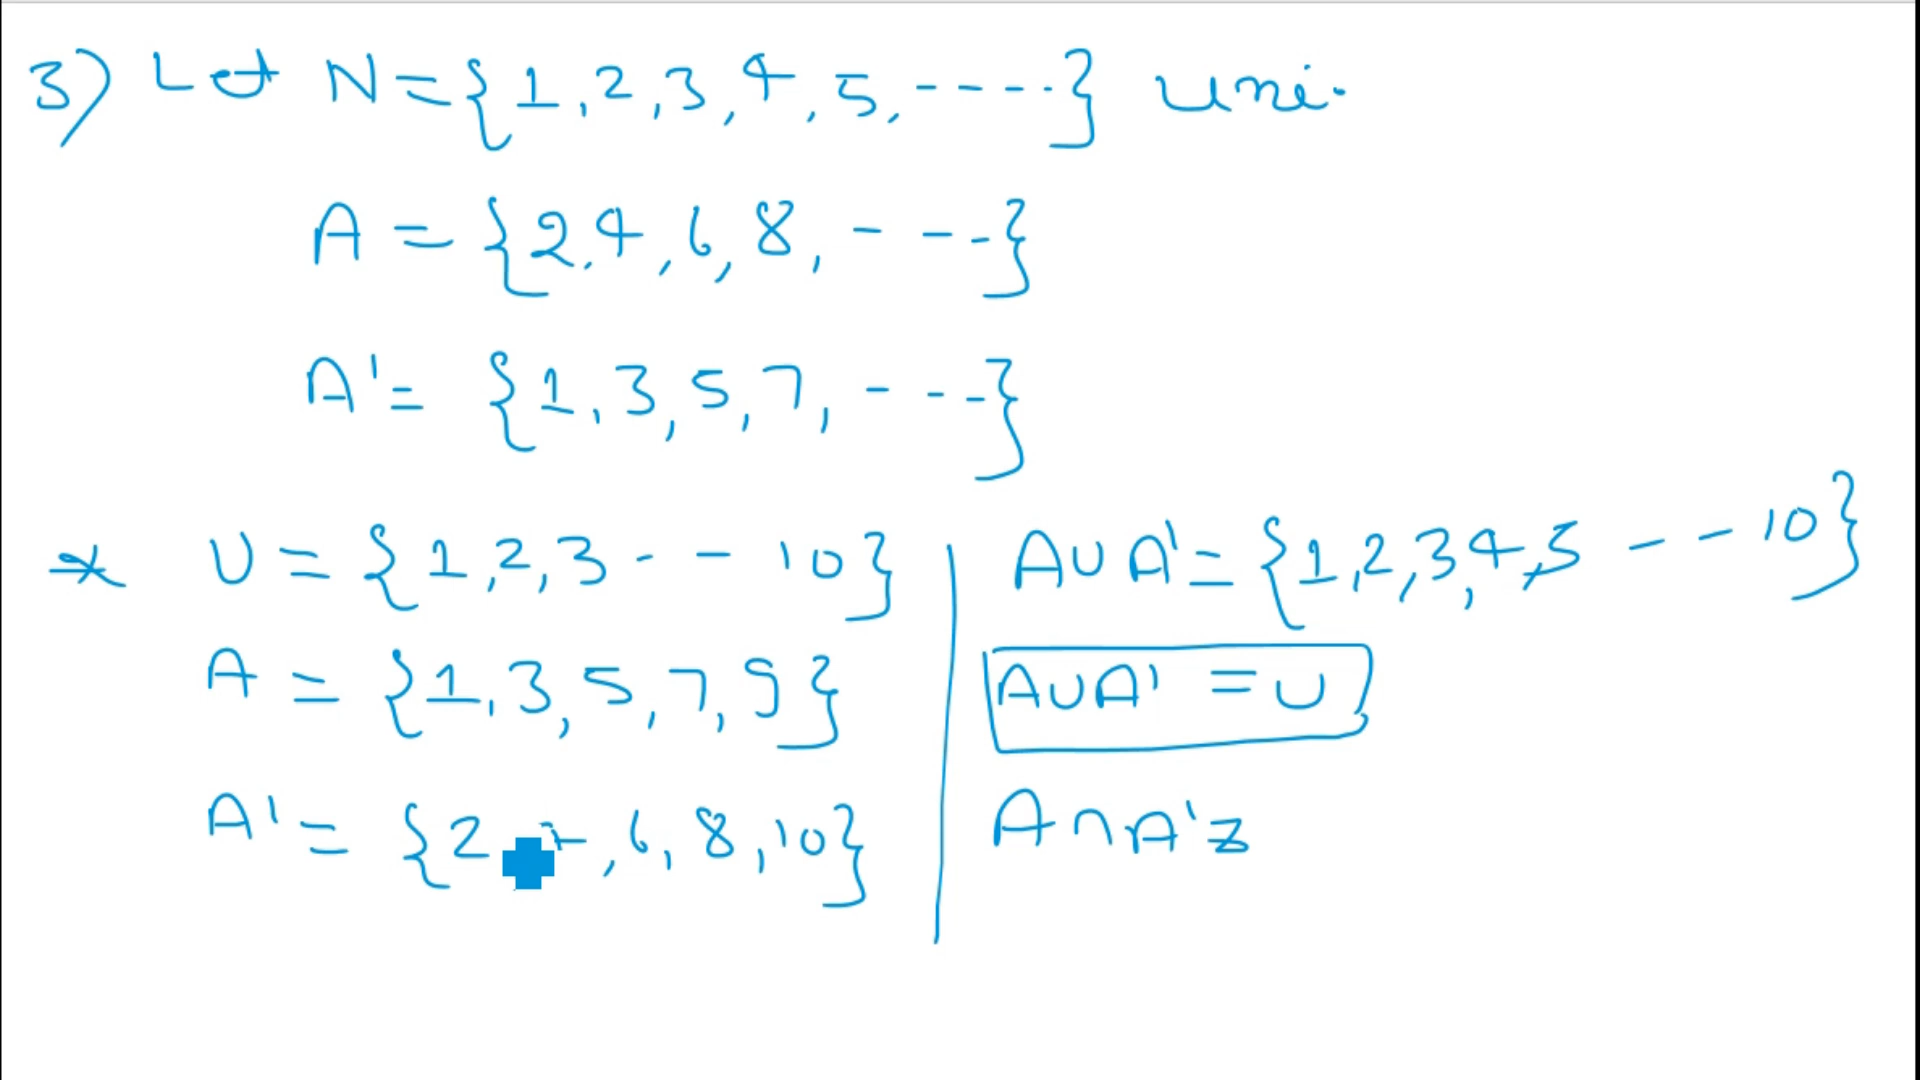 3) Let N = {1, 2, 3, 4, 5, ----- } uni.
A = {2, 4, 6, 8, - - - }
A' = {1, 3, 5, 7, - - - }
* U = {1, 2, 3 - - 10}
A = {1, 3, 5, 7, 9}
A' = {2 , 6, 8, 10}
A∪A' = {1, 2, 3, 4, 5 - - 10}
A∪A' = U
A∩A' =